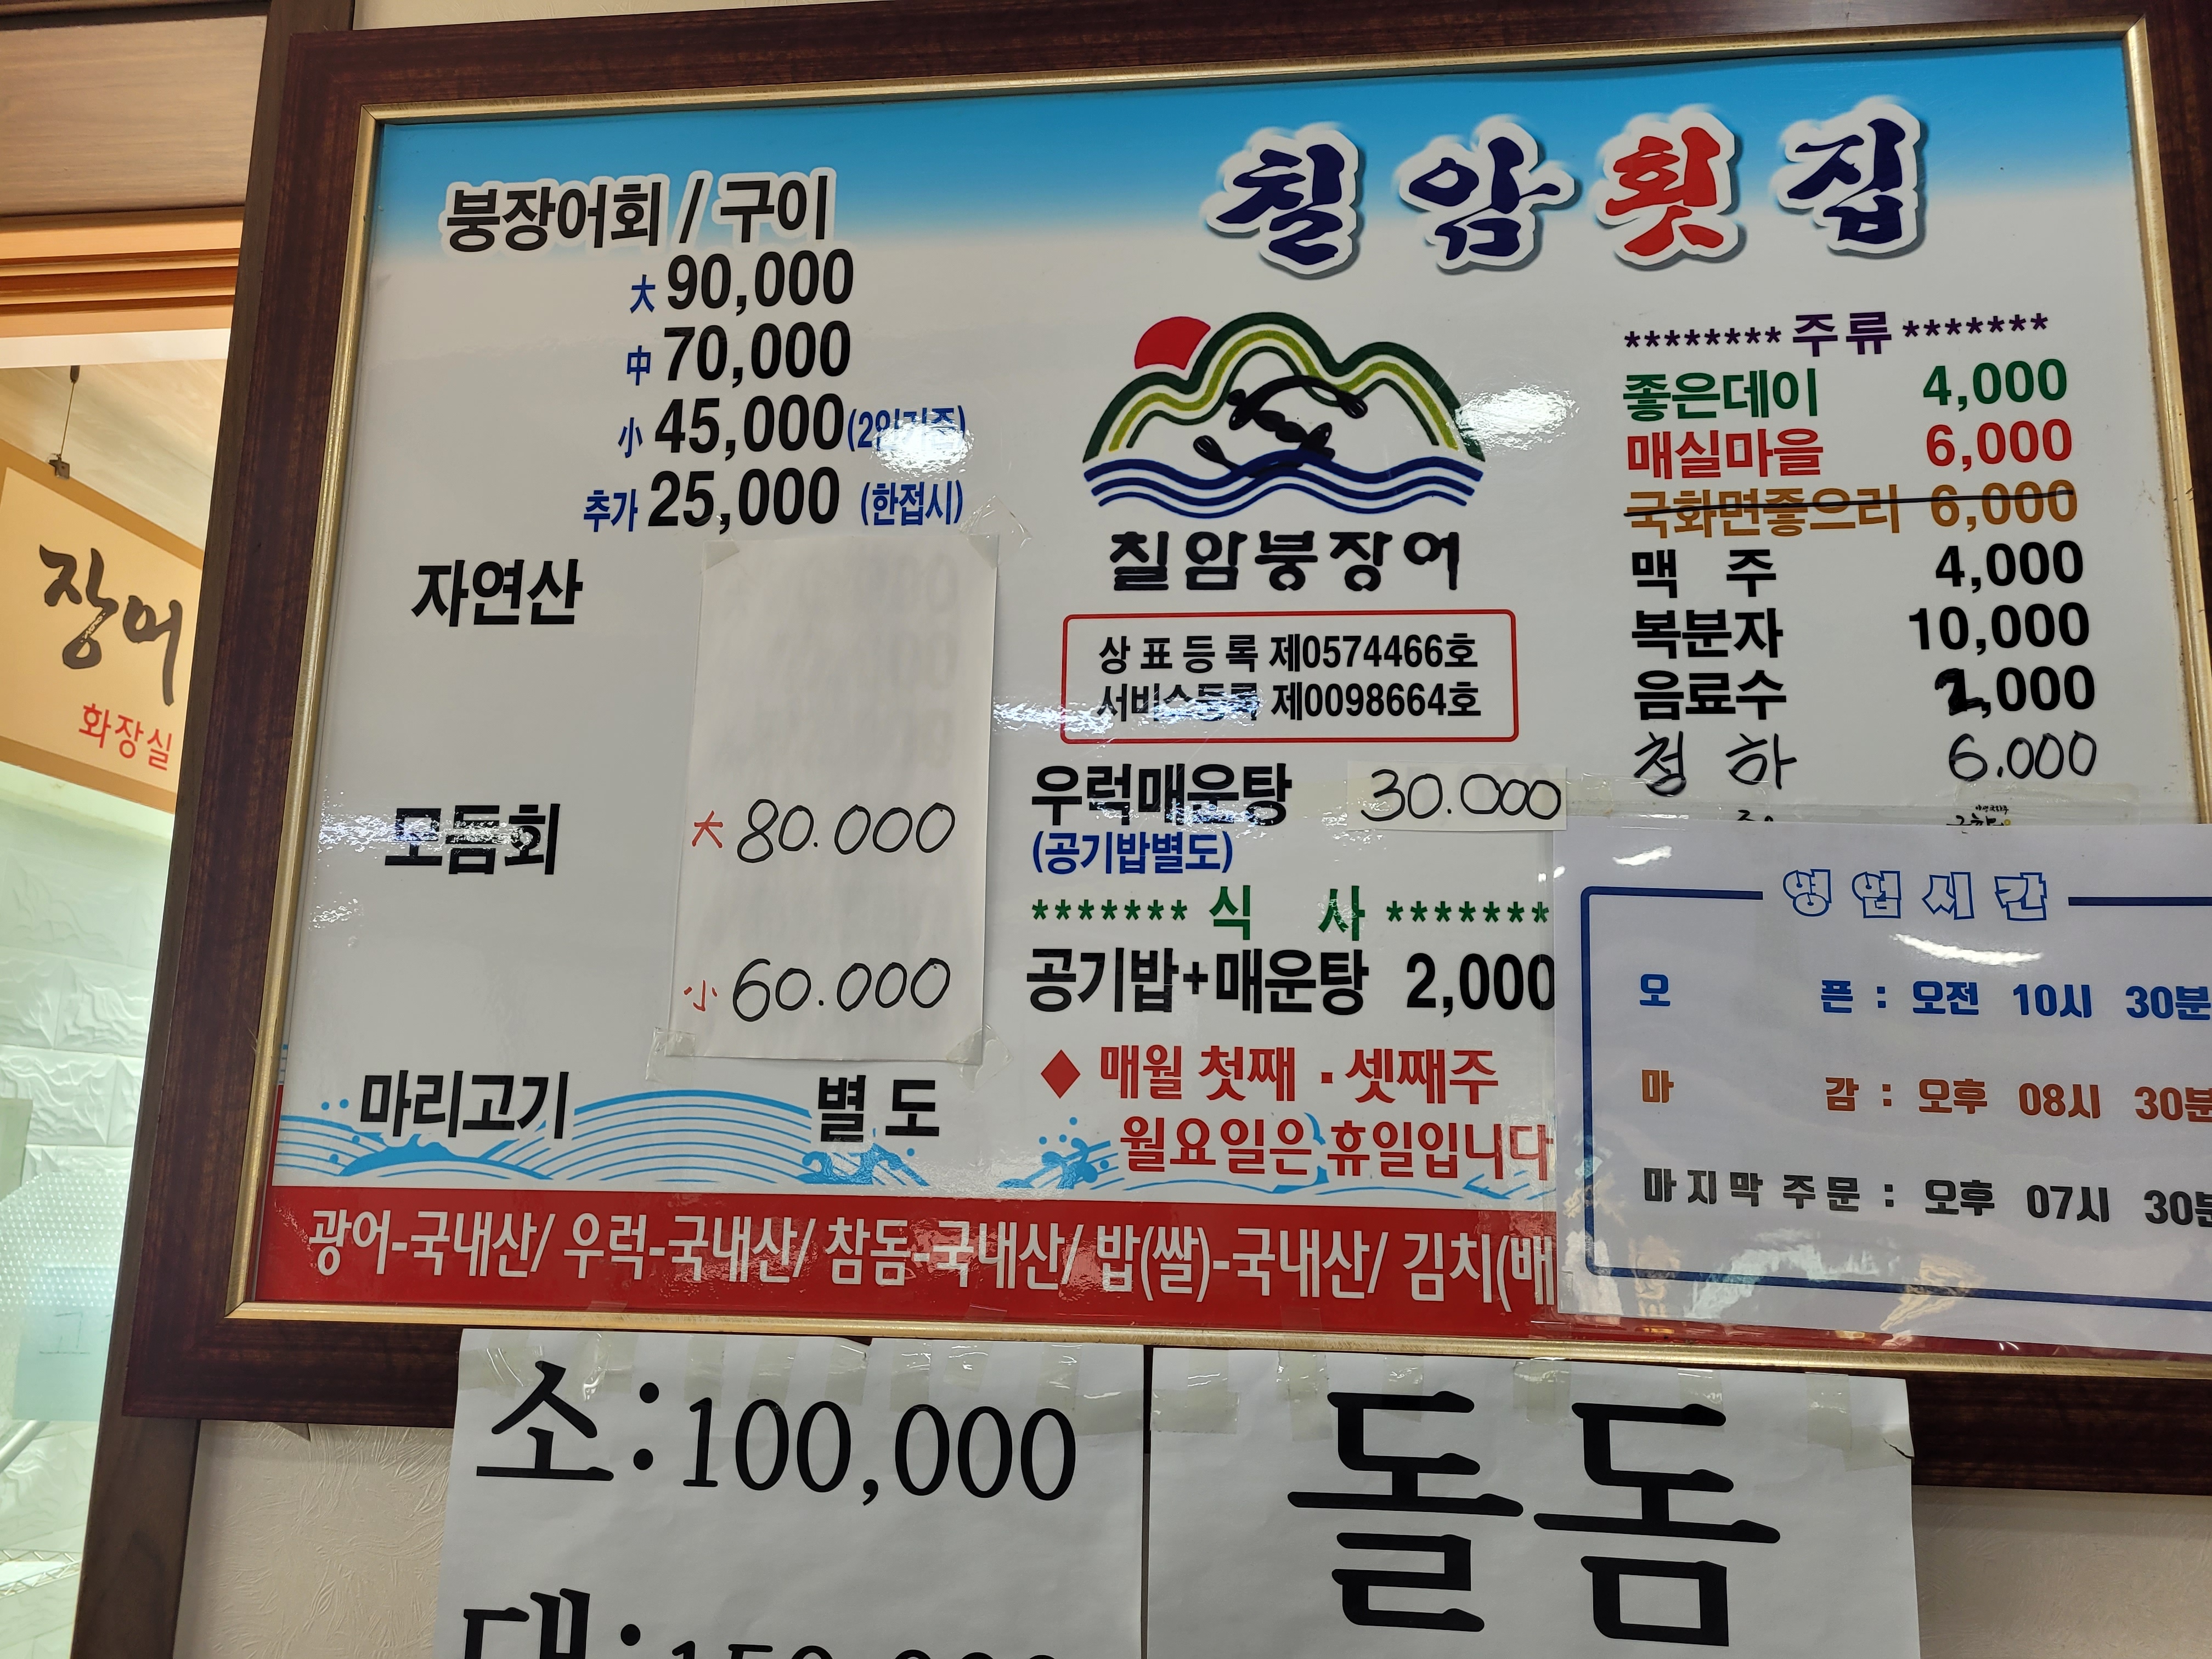 장어
화장실
칠암횟집
붕장어회 / 구이
大 90,000
中 70,000
小 45,000
추가 25,000 (한접시)
자연산
모듬회
大 80.000
小 60.000
마리고기 별도
칠암붕장어
상표등록 제0574466호
서비스등록 제0098664호
우럭매운탕 30.000
(공기밥별도)
******* 식 사 *******
공기밥+매운탕 2,000
◆ 매월 첫째 · 셋째주
월요일은 휴일입니다
******** 주류 *******
좋은데이 4,000
매실마을 6,000
국화면좋으리 6,000
맥 주 4,000
복분자 10,000
음료수 2,000
청 하 6.000
영업시간
오 픈 : 오전 10시 30분
마 감 : 오후 08시 30분
마지막 주문 : 오후 07시 30분
광어-국내산/ 우럭-국내산/ 참돔-국내산/ 밥(쌀)-국내산/ 김치(배
소:100,000
대:150,000
돌돔